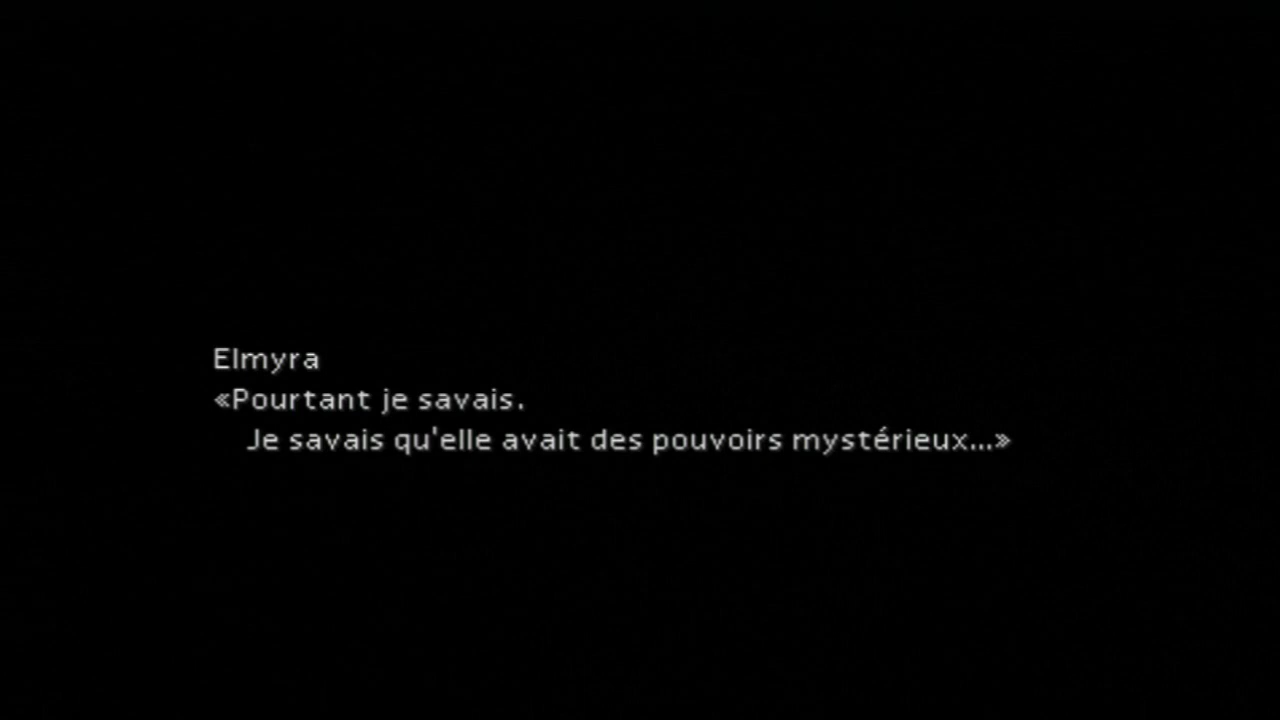 Elmyra
«Pourtant je savais.
Je savais qu'elle avait des pouvoirs mystérieux...»